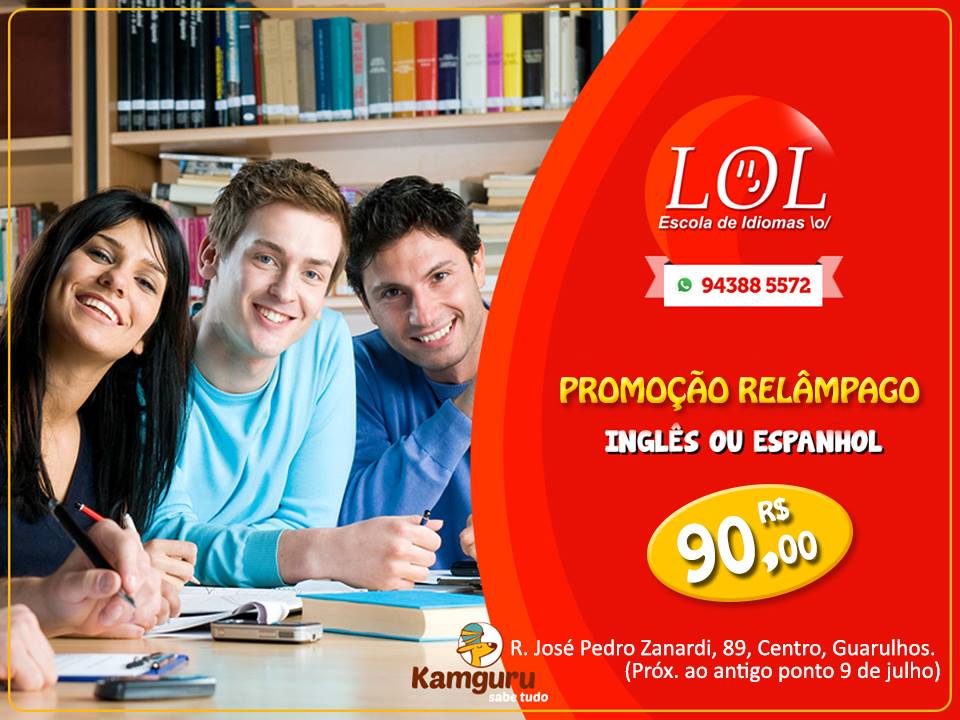 LOL
Escola de Idiomas \o/
94388 5572
PROMOÇÃO RELÂMPAGO
INGLÊS OU ESPANHOL
R$
90,00
R. José Pedro Zanardi, 89, Centro, Guarulhos.
(Próx. ao antigo ponto 9 de julho)
Kamguru
sabe tudo